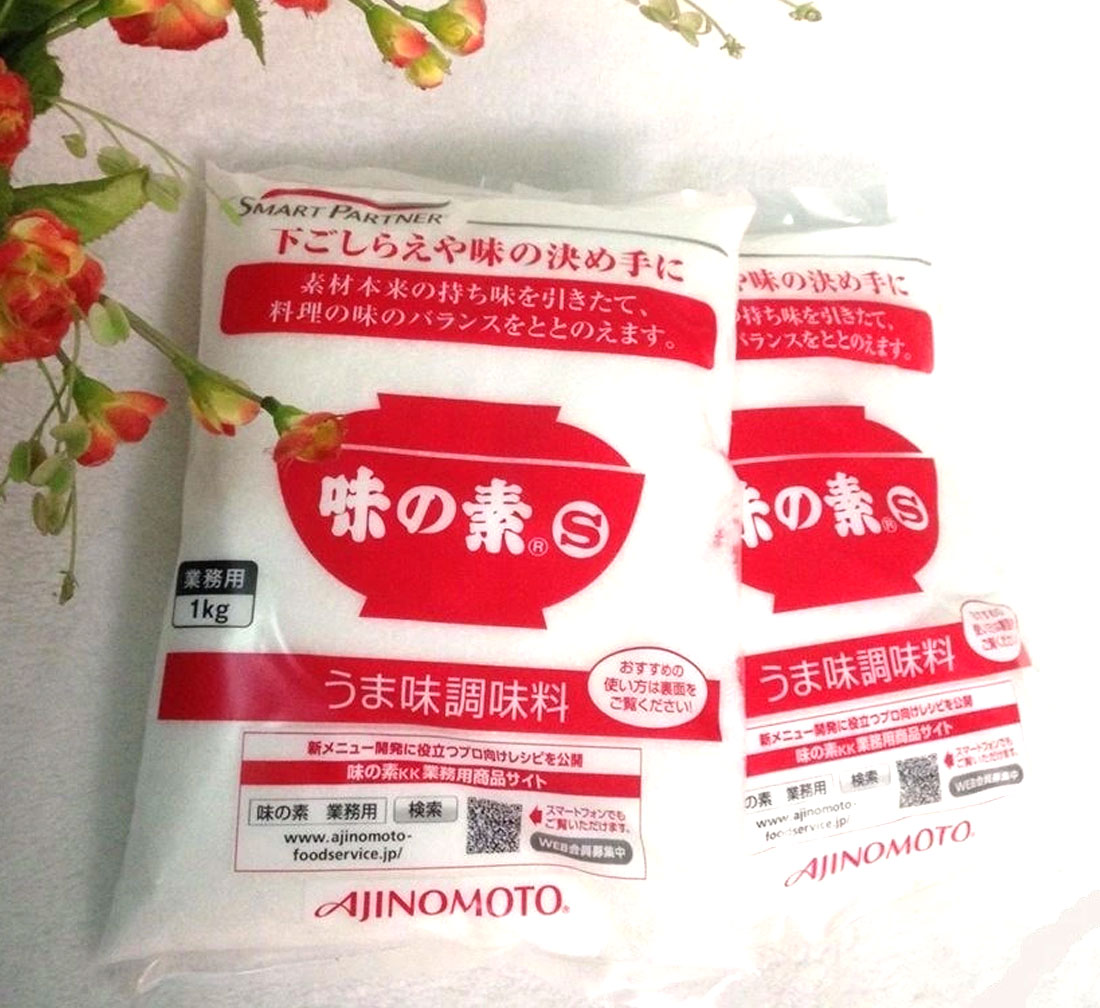 SMART PARTNER
下ごしらえや味の決め手に
素材本来の持ち味を引きたて、
料理の味のバランスをととのえます。
味の素® Ⓢ
業務用
1kg
うま味調味料
おすすめの
使い方は裏面を
ご覧ください!
新メニュー開発に役立つプロ向けレシピを公開
味の素KK業務用商品サイト
味の素 業務用 検索
www.ajinomoto-
foodservice.jp/
スマートフォンでも
ご覧いただけます。
WEB会員募集中
AJINOMOTO®
や味の決め手に
持ち味を引きたて、
バランスをととのえます。
味の素® Ⓢ
うま味調味料
使い方は裏面を
ご覧ください!
新メニュー開発に役立つプロ向けレシピを公開
味の素KK業務用商品サイト
の素 業務用 検索
www.ajinomoto-
foodservice.jp/
スマートフォンでも
ご覧いただけます。
WEB会員募集中
AJINOMOTO®